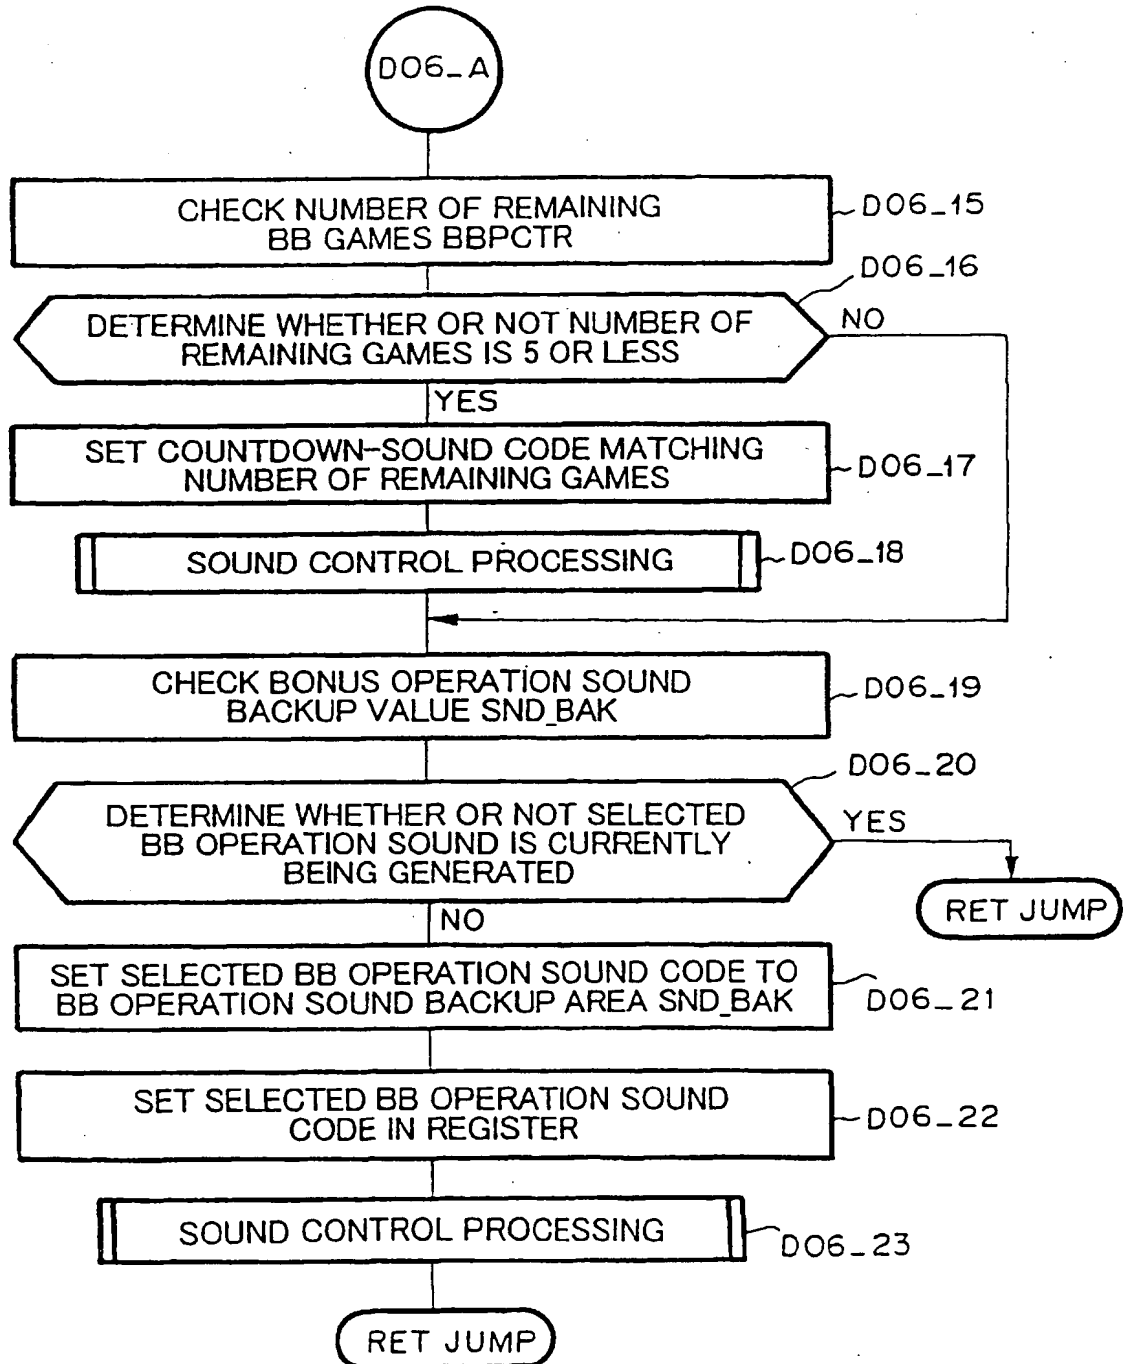 D06_A
CHECK NUMBER OF REMAINING
BB GAMES BBPCTR
D06_15
D06_16
DETERMINE WHETHER OR NOT NUMBER OF
REMAINING GAMES IS 5 OR LESS
NO
YES
SET COUNTDOWN-SOUND CODE MATCHING
NUMBER OF REMAINING GAMES
D06_17
SOUND CONTROL PROCESSING
D06_18
CHECK BONUS OPERATION SOUND
BACKUP VALUE SND_BAK
D06_19
D06_20
DETERMINE WHETHER OR NOT SELECTED
BB OPERATION SOUND IS CURRENTLY
BEING GENERATED
YES
RET JUMP
NO
SET SELECTED BB OPERATION SOUND CODE TO
BB OPERATION SOUND BACKUP AREA SND_BAK
D06_21
SET SELECTED BB OPERATION SOUND
CODE IN REGISTER
D06_22
SOUND CONTROL PROCESSING
D06_23
RET JUMP